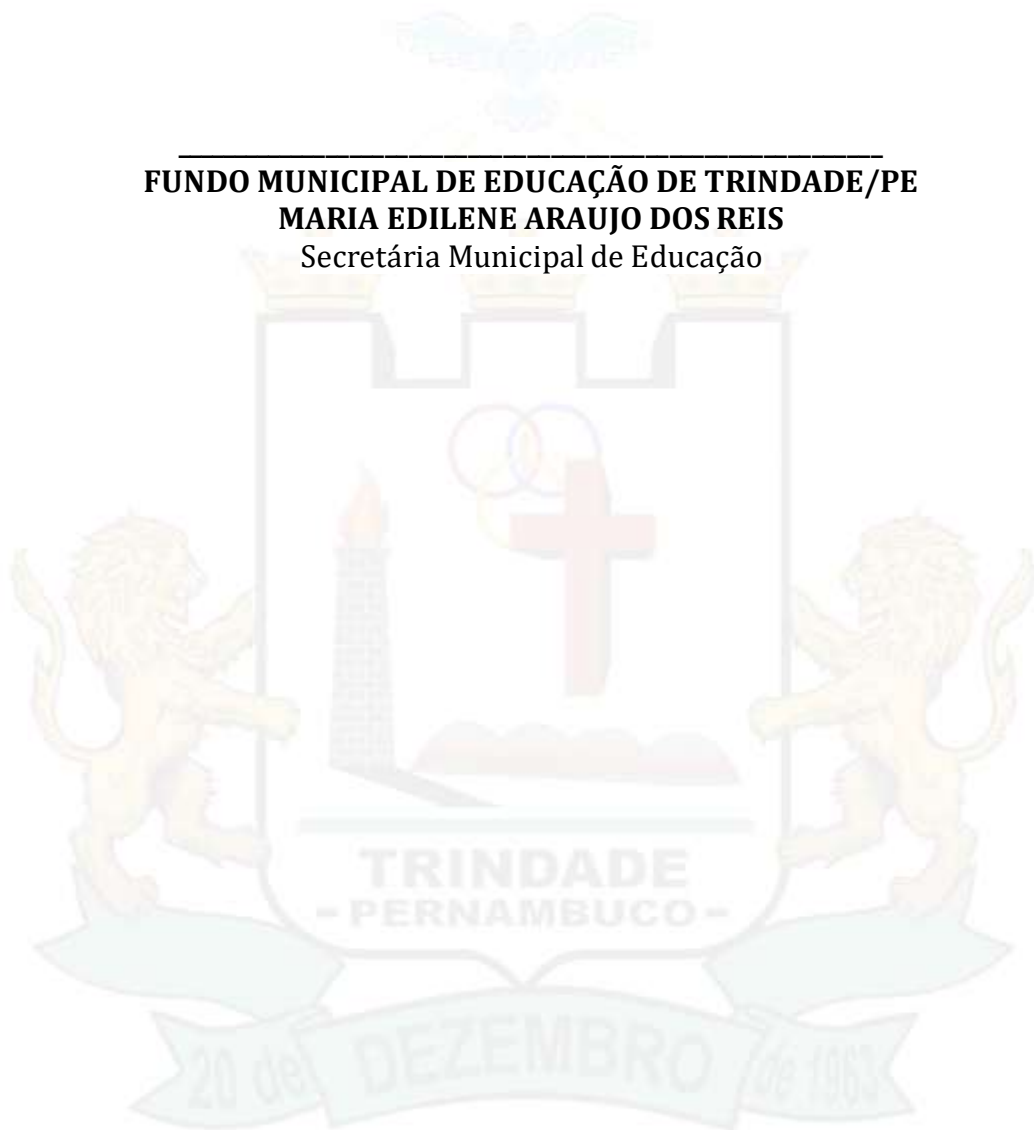 FUNDO MUNICIPAL DE EDUCAÇÃO DE TRINDADE/PE
MARIA EDILENE ARAUJO DOS REIS
Secretária Municipal de Educação
TRINDADE
- PERNAMBUCO -
20 de DEZEMBRO de 1963